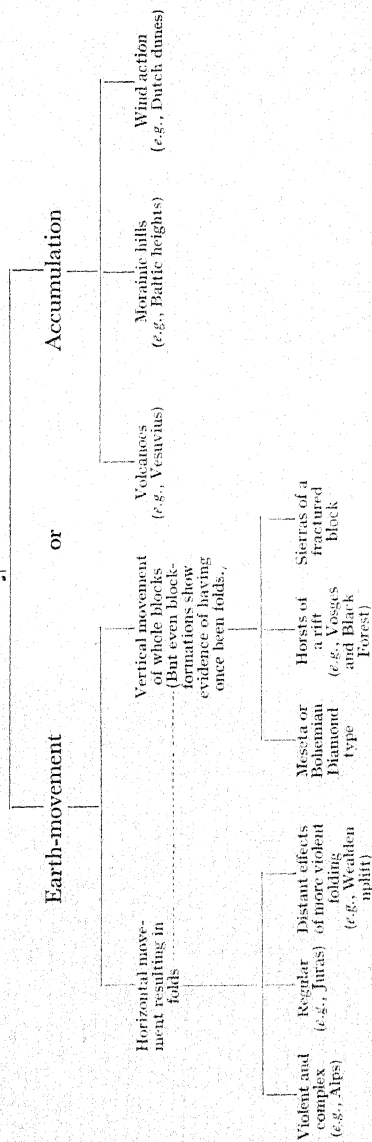 Earth-movement or Accumulation
Horizontal move-
ment resulting in
folds
Vertical movement
of whole blocks
(But even block-
formations show
evidence of having
once been folds.)
Volcanoes
(e.g., Vesuvius)
Morainic hills
(e.g., Baltic heights)
Wind action
(e.g., Dutch dunes)
Violent and
complex
(e.g., Alps)
Regular
(e.g., Juras)
Distant effects
of more violent
folding
(e.g., Wealden
uplift)
Meseta or
Bohemian
Diamond
type
Horsts of
a rift
(e.g., Vosges
and Black
Forest)
Sierras of a
fractured
block